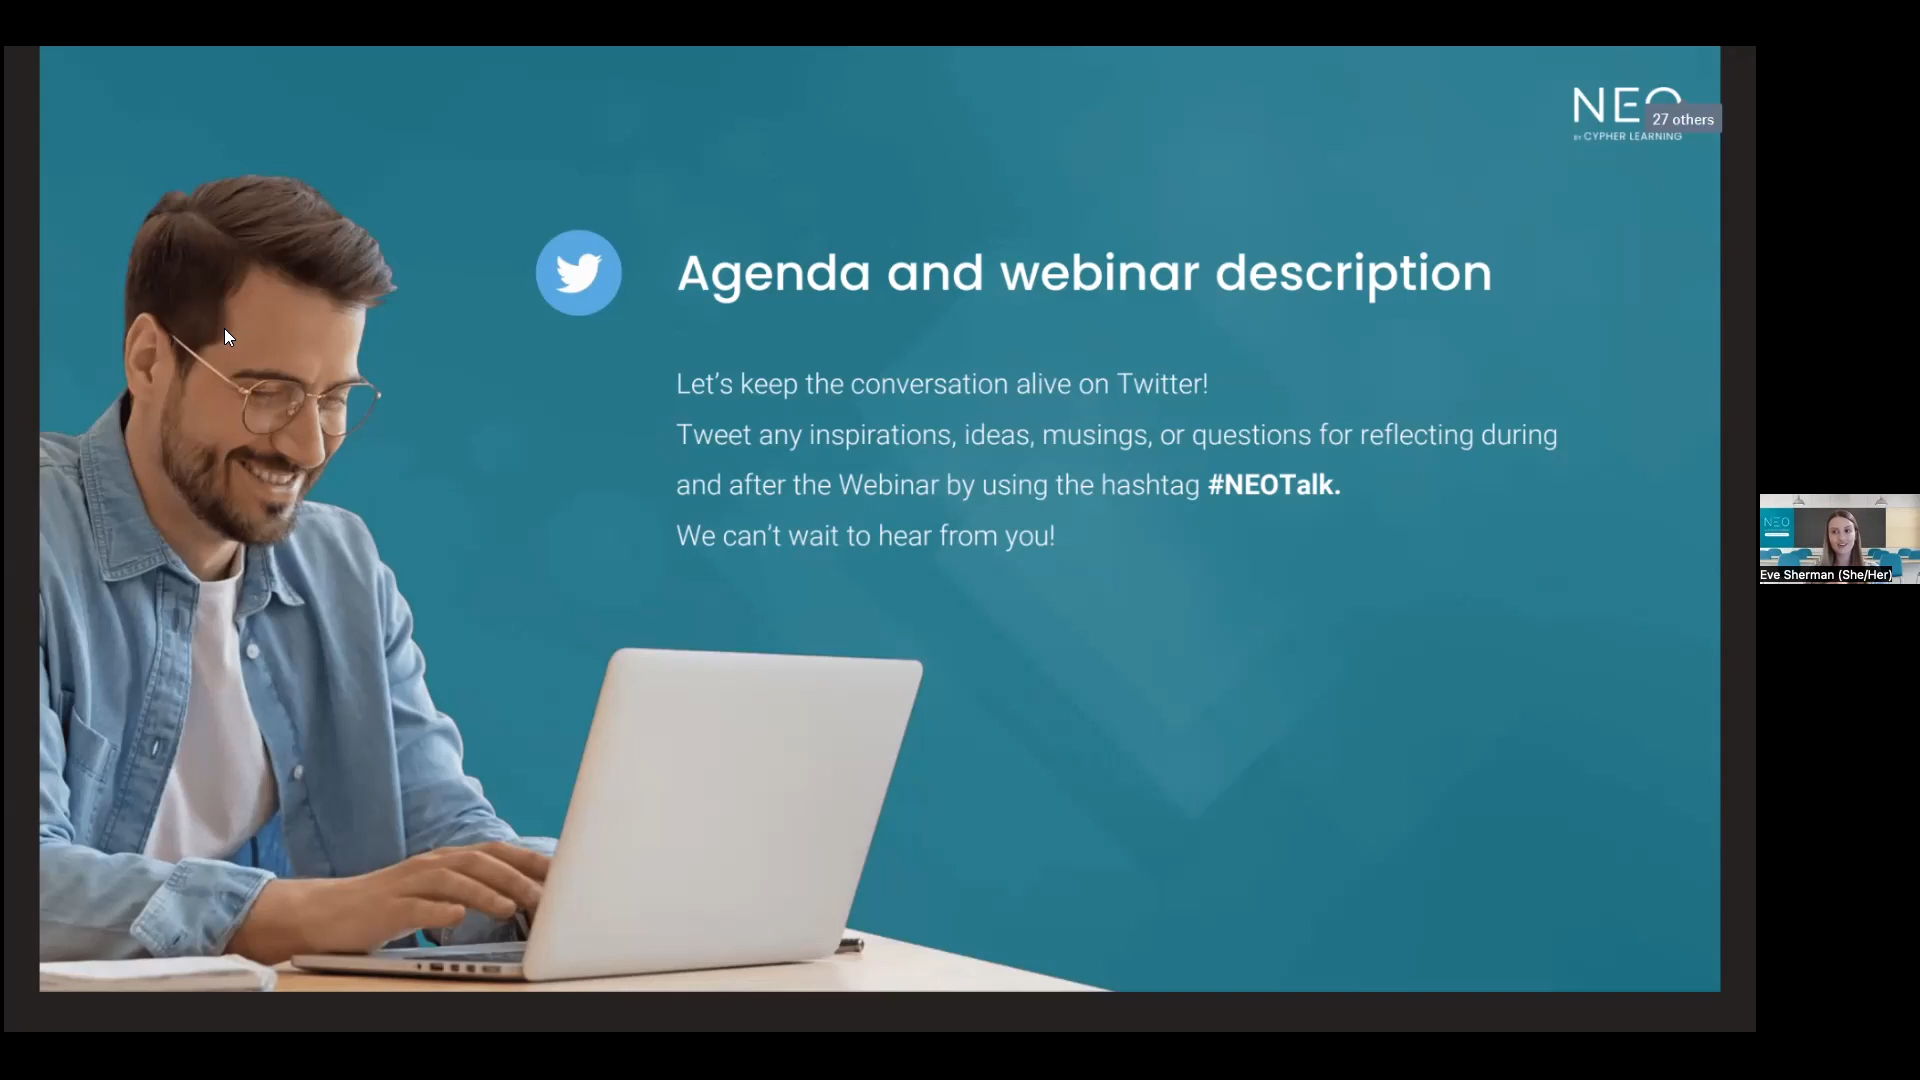 NEO
27 others
BY CYPHER LEARNING
Agenda and webinar description
Let’s keep the conversation alive on Twitter!
Tweet any inspirations, ideas, musings, or questions for reflecting during
and after the Webinar by using the hashtag #NEOTalk.
We can’t wait to hear from you!
NEO
Eve Sherman (She/Her)